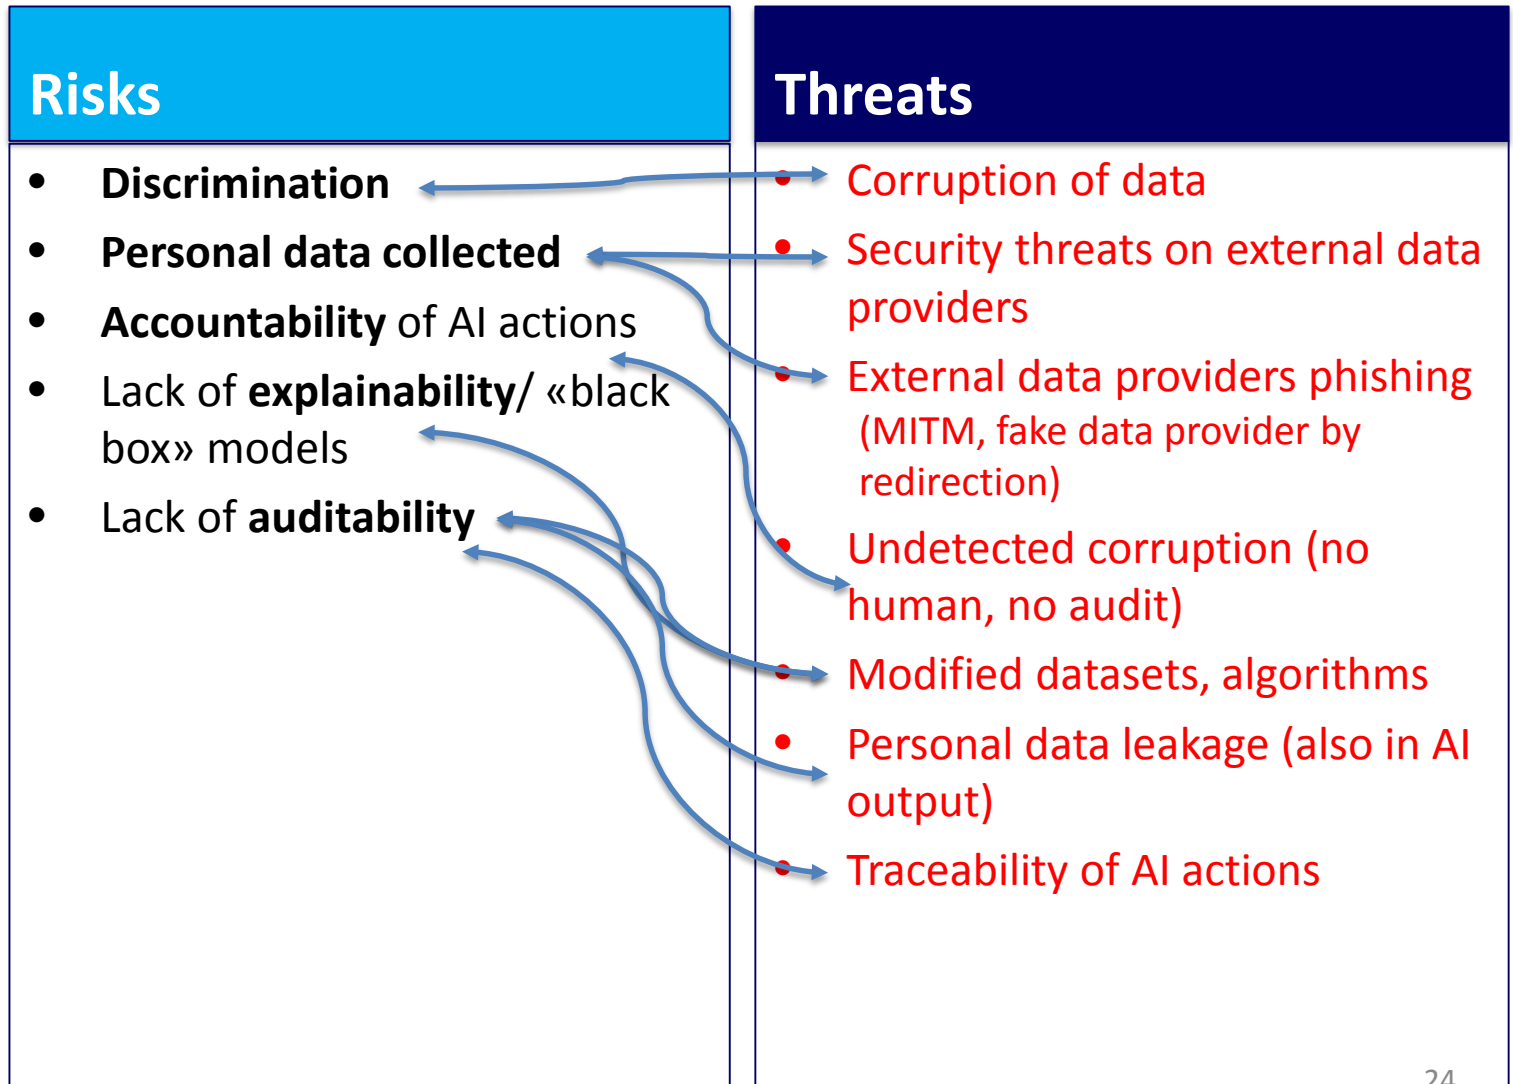 Risks
• Discrimination
• Personal data collected
• Accountability of AI actions
• Lack of explainability/ «black
box» models
• Lack of auditability
Threats
• Corruption of data
• Security threats on external data
providers
• External data providers phishing
(MITM, fake data provider by
redirection)
• Undetected corruption (no
human, no audit)
• Modified datasets, algorithms
• Personal data leakage (also in AI
output)
• Traceability of AI actions
24